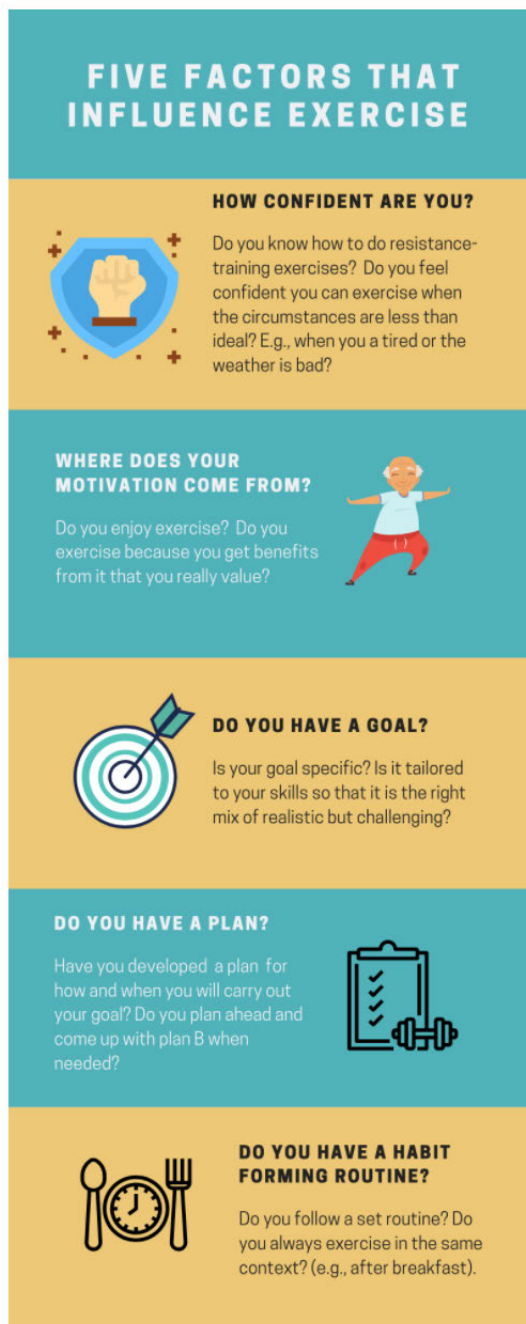 FIVE FACTORS THAT
INFLUENCE EXERCISE
HOW CONFIDENT ARE YOU?
Do you know how to do resistance-
training exercises? Do you feel
confident you can exercise when
the circumstances are less than
ideal? E.g., when you a tired or the
weather is bad?
WHERE DOES YOUR
MOTIVATION COME FROM?
Do you enjoy exercise? Do you
exercise because you get benefits
from it that you really value?
DO YOU HAVE A GOAL?
Is your goal specific? Is it tailored
to your skills so that it is the right
mix of realistic but challenging?
DO YOU HAVE A PLAN?
Have you developed a plan for
how and when you will carry out
your goal? Do you plan ahead and
come up with plan B when
needed?
DO YOU HAVE A HABIT
FORMING ROUTINE?
Do you follow a set routine? Do
you always exercise in the same
context? (e.g., after breakfast).